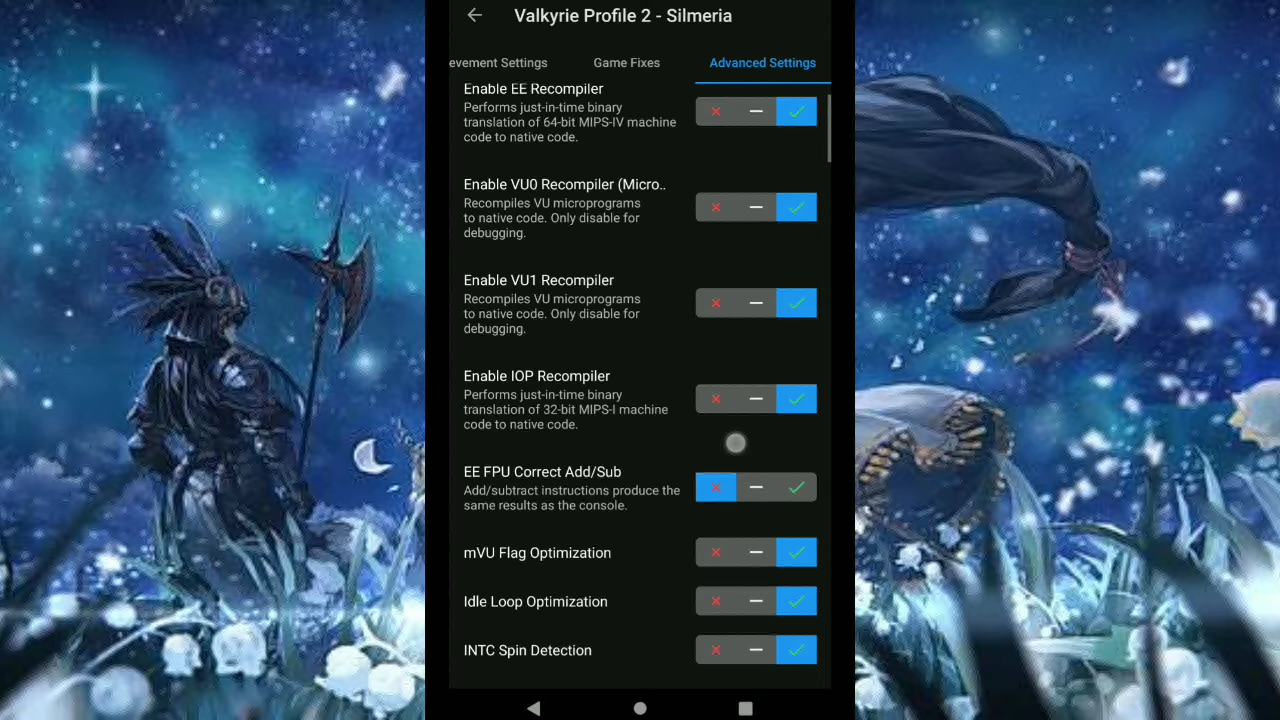 Valkyrie Profile 2 - Silmeria
evement Settings
Game Fixes
Advanced Settings
Enable EE Recompiler
Performs just-in-time binary
translation of 64-bit MIPS-IV machine
code to native code.
Enable VU0 Recompiler (Micro..
Recompiles VU microprograms
to native code. Only disable for
debugging.
Enable VU1 Recompiler
Recompiles VU microprograms
to native code. Only disable for
debugging.
Enable IOP Recompiler
Performs just-in-time binary
translation of 32-bit MIPS-I machine
code to native code.
EE FPU Correct Add/Sub
Add/subtract instructions produce the
same results as the console.
mVU Flag Optimization
Idle Loop Optimization
INTC Spin Detection